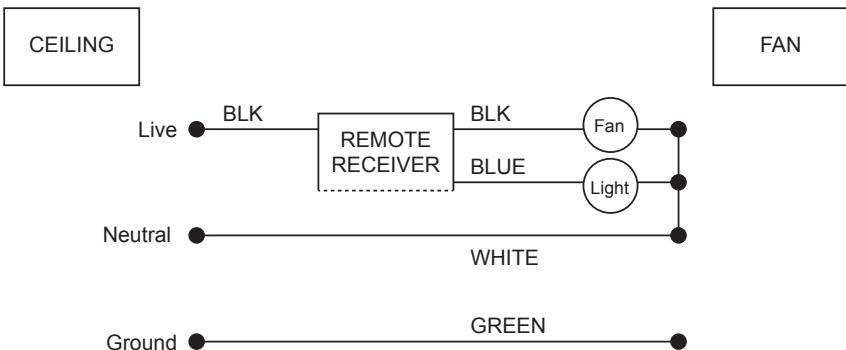 CEILING
FAN
BLK
BLK
Live
Fan
REMOTE
RECEIVER
BLUE
Light
Neutral
WHITE
GREEN
Ground